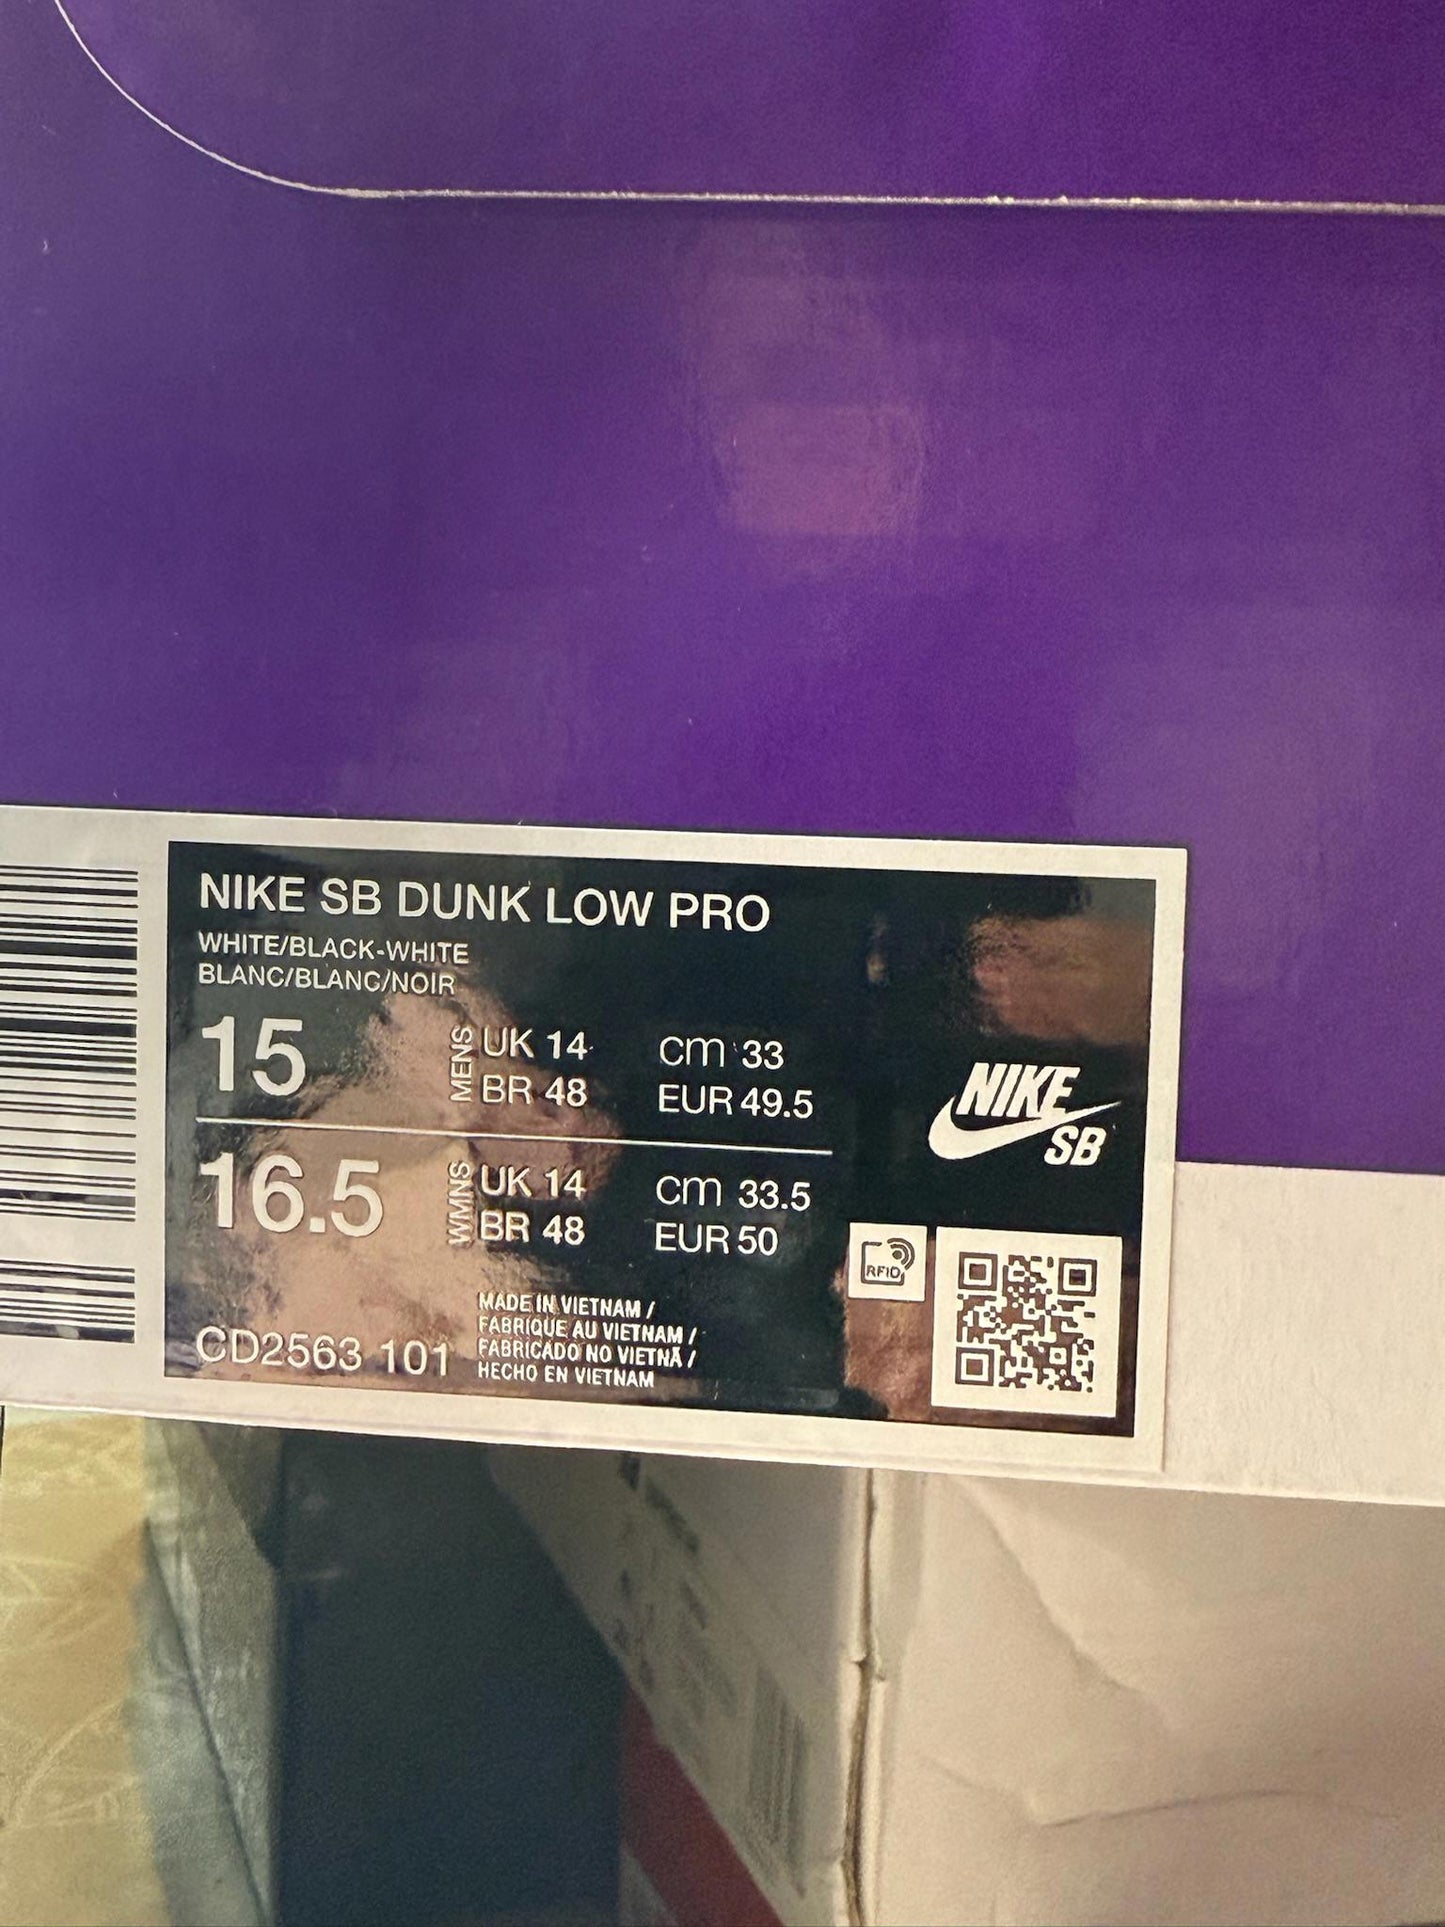 NIKE SB DUNK LOW PRO
WHITE/BLACK-WHITE
BLANC/BLANC/NOIR
15 MENS UK 14 cm 33
BR 48 EUR 49.5
16.5 WMNS UK 14 cm 33.5
BR 48 EUR 50
NIKE
SB
RFID
MADE IN VIETNAM /
FABRIQUE AU VIETNAM /
FABRICADO NO VIETNÃ /
HECHO EN VIETNAM
CD2563 101